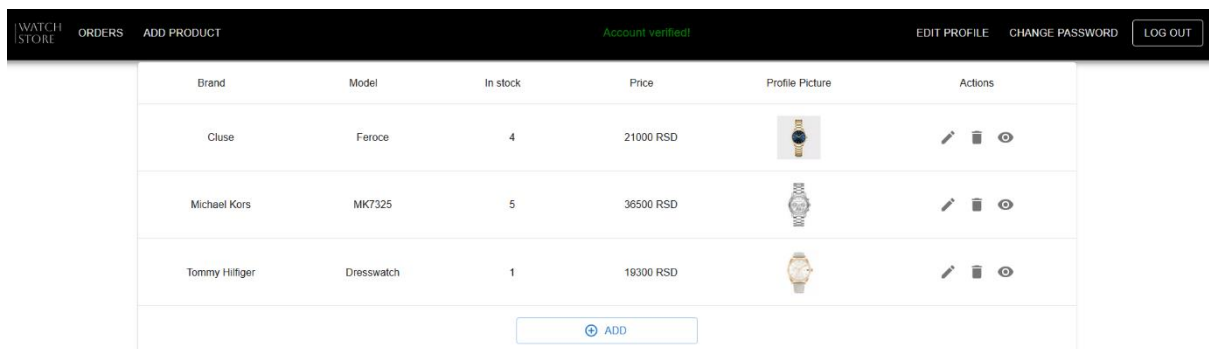 WATCH
STORE
ORDERS ADD PRODUCT Account verified! EDIT PROFILE CHANGE PASSWORD LOG OUT
Brand Model In stock Price Profile Picture Actions
Cluse Feroce 4 21000 RSD
Michael Kors MK7325 5 36500 RSD
Tommy Hilfiger Dresswatch 1 19300 RSD
ADD